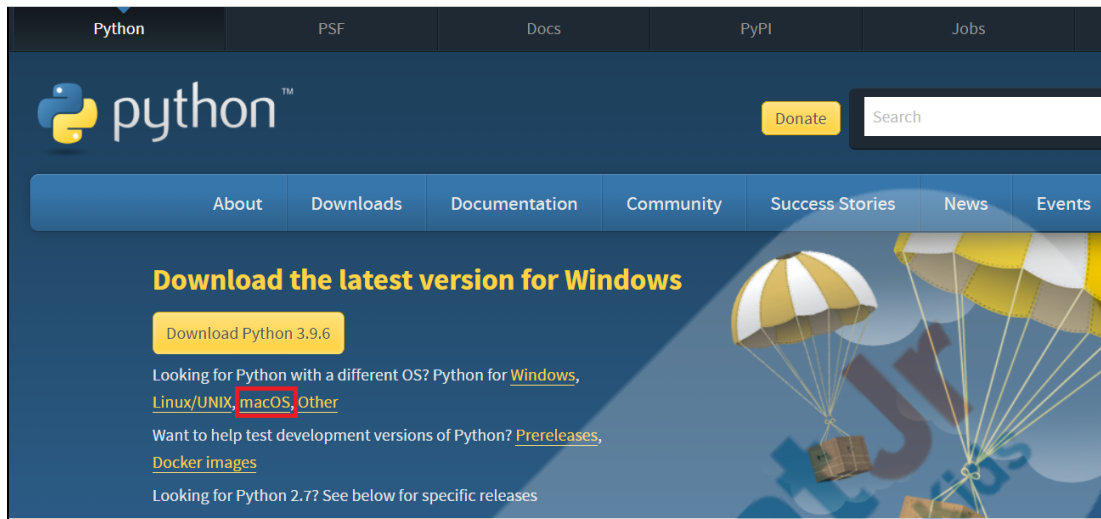 Python PSF Docs PyPI Jobs
python™
Donate Search
About Downloads Documentation Community Success Stories News Events
Download the latest version for Windows
Download Python 3.9.6
Looking for Python with a different OS? Python for Windows,
Linux/UNIX, macOS, Other
Want to help test development versions of Python? Prereleases,
Docker images
Looking for Python 2.7? See below for specific releases